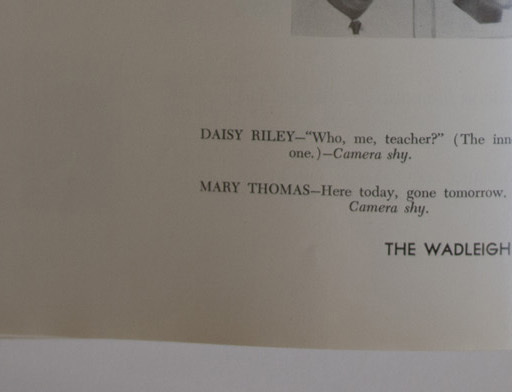 DAISY RILEY—"Who, me, teacher?" (The inn
one.)—Camera shy.
MARY THOMAS—Here today, gone tomorrow.
Camera shy.
THE WADLEIGH